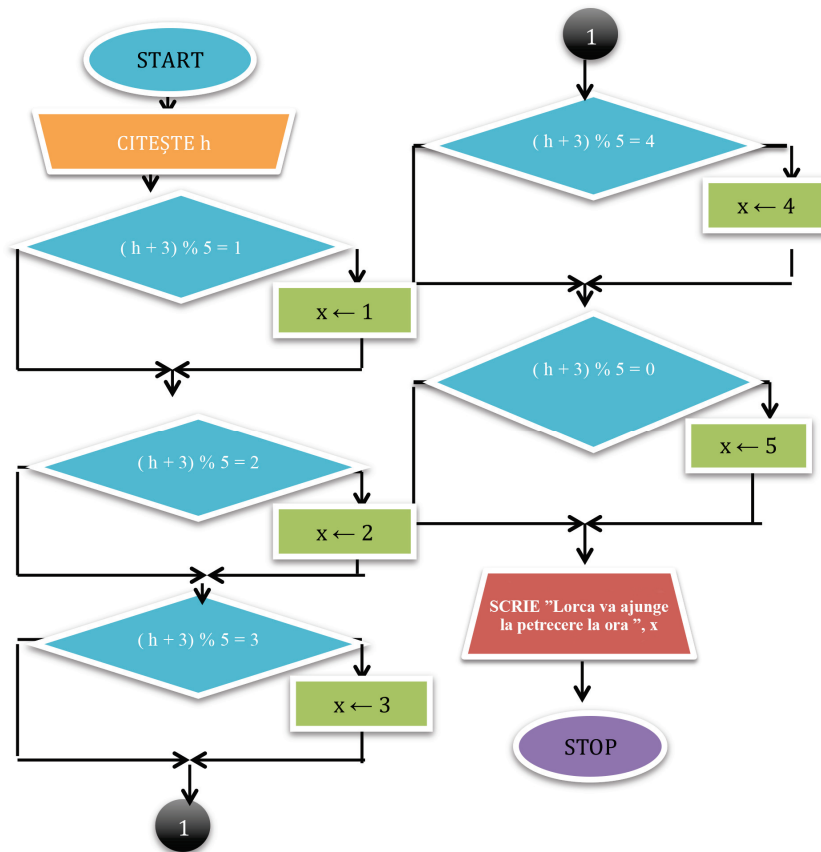 START
CITEȘTE h
( h + 3) % 5 = 1
x ← 1
( h + 3) % 5 = 2
x ← 2
( h + 3) % 5 = 3
x ← 3
1
1
( h + 3) % 5 = 4
x ← 4
( h + 3) % 5 = 0
x ← 5
SCRIE ”Lorca va ajunge
la petrecere la ora ”, x
STOP